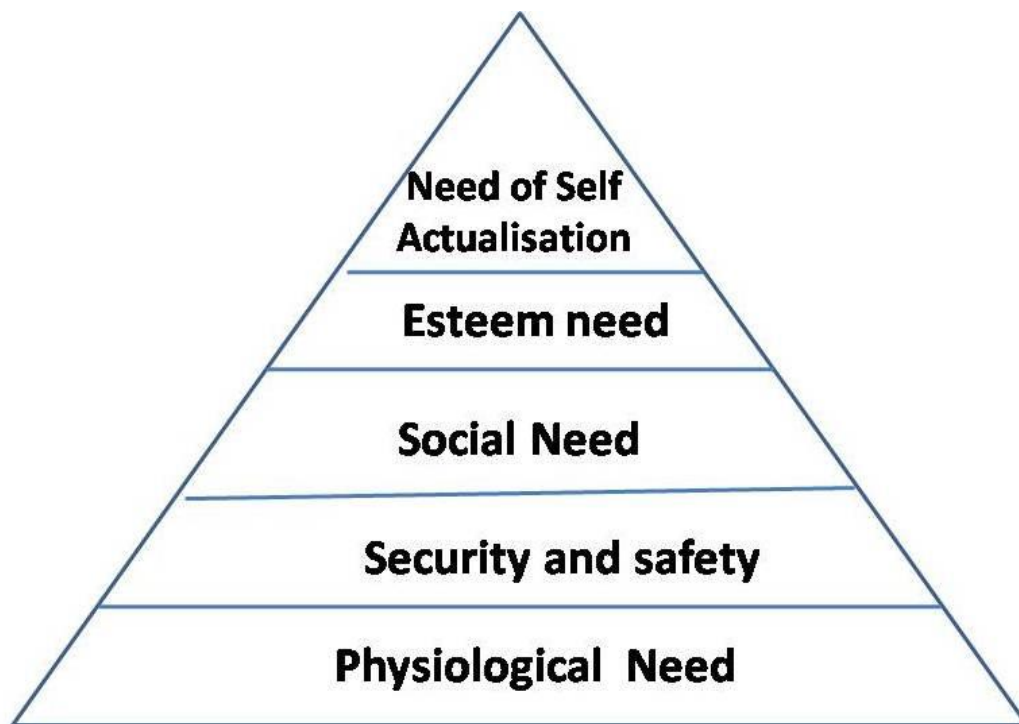 Need of Self
Actualisation
Esteem need
Social Need
Security and safety
Physiological Need